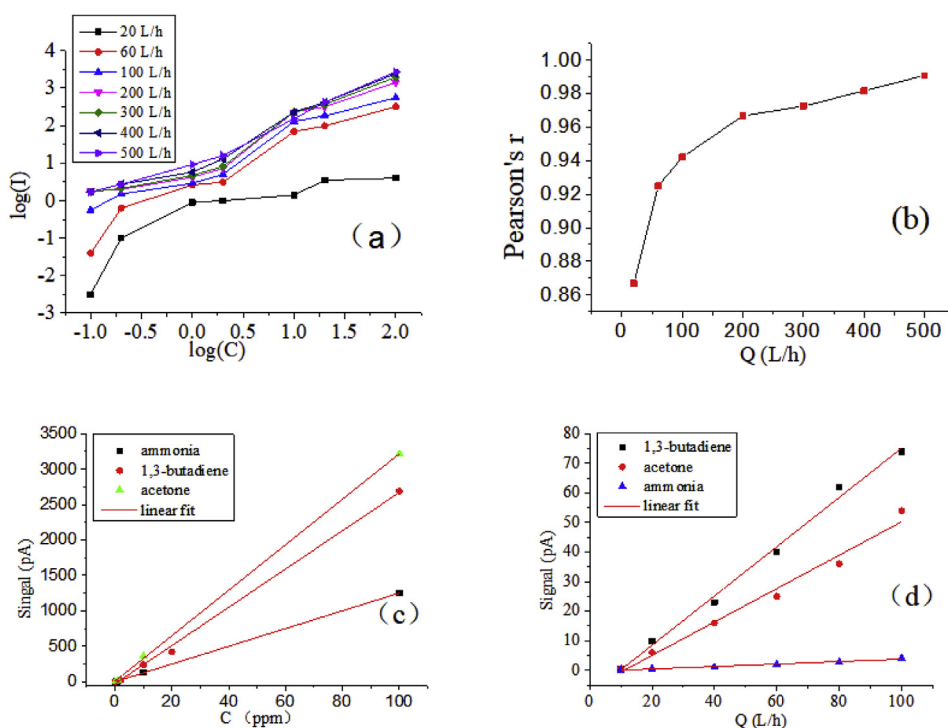 20 L/h
60 L/h
100 L/h
200 L/h
300 L/h
400 L/h
500 L/h
4
3
2
1
0
-1
-2
-3
log(I)
-1.0 -0.5 0.0 0.5 1.0 1.5 2.0
log(C)
(a)
1.00
0.98
0.96
0.94
0.92
0.90
0.88
0.86
Pearson's r
0 100 200 300 400 500
Q (L/h)
(b)
3500
3000
2500
2000
1500
1000
500
0
Singal (pA)
ammonia
1,3-butadiene
acetone
linear fit
0 20 40 60 80 100
C (ppm)
(c)
80
70
60
50
40
30
20
10
0
Signal (pA)
1,3-butadiene
acetone
ammonia
linear fit
0 20 40 60 80 100
Q (L/h)
(d)